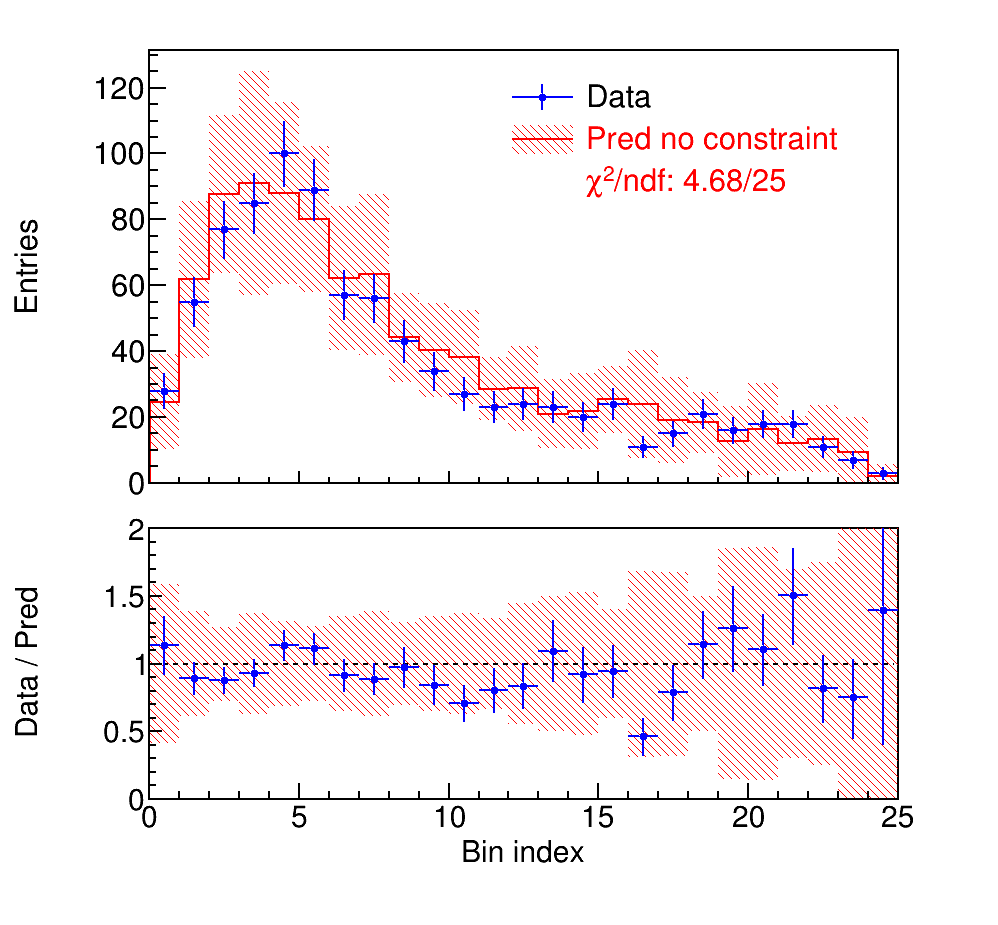 120
100
80
60
40
20
0
Entries
Data
Pred no constraint
χ²/ndf: 4.68/25
2
1.5
1
0.5
0
Data / Pred
0 5 10 15 20 25
Bin index